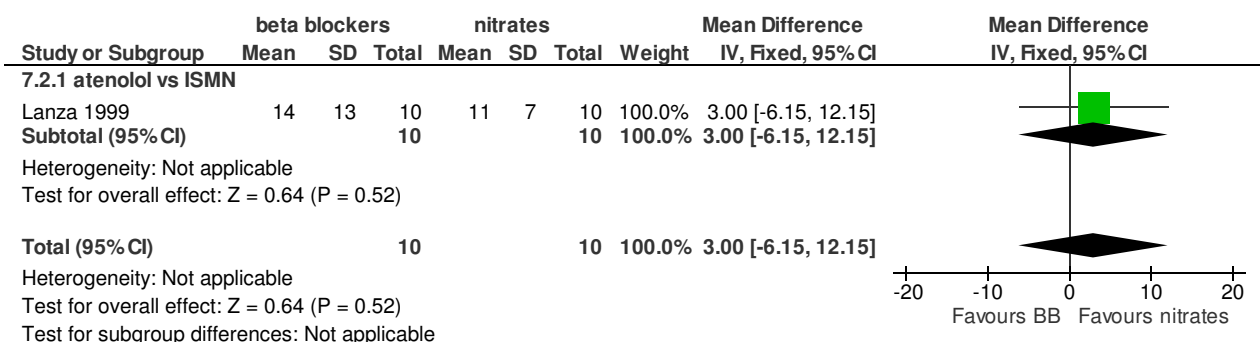 beta blockers nitrates Mean Difference Mean Difference
Study or Subgroup Mean SD Total Mean SD Total Weight IV, Fixed, 95% CI IV, Fixed, 95% CI
7.2.1 atenolol vs ISMN
Lanza 1999 14 13 10 11 7 10 100.0% 3.00 [-6.15, 12.15]
Subtotal (95% CI) 10 10 100.0% 3.00 [-6.15, 12.15]
Heterogeneity: Not applicable
Test for overall effect: Z = 0.64 (P = 0.52)
Total (95% CI) 10 10 100.0% 3.00 [-6.15, 12.15]
Heterogeneity: Not applicable
Test for overall effect: Z = 0.64 (P = 0.52)
Test for subgroup differences: Not applicable
-20 -10 0 10 20
Favours BB Favours nitrates